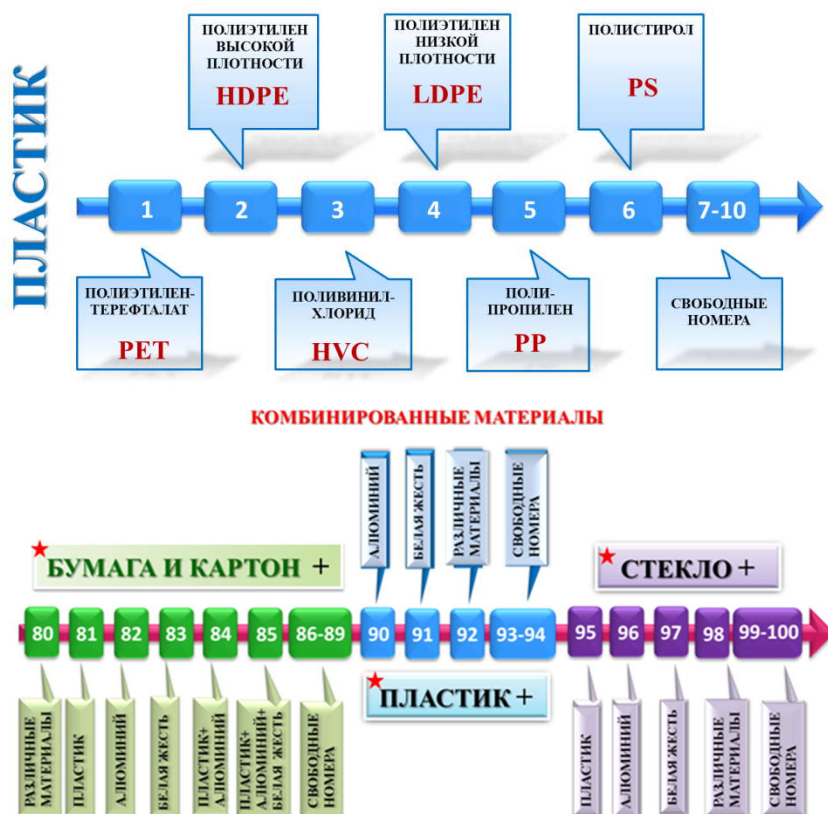 ПЛАСТИК
ПОЛИЭТИЛЕН
ВЫСОКОЙ
ПЛОТНОСТИ
HDPE
ПОЛИЭТИЛЕН
НИЗКОЙ
ПЛОТНОСТИ
LDPE
ПОЛИСТИРОЛ
PS
1
2
3
4
5
6
7-10
ПОЛИЭТИЛЕН-
ТЕРЕФТАЛАТ
PET
ПОЛИВИНИЛ-
ХЛОРИД
HVC
ПОЛИ-
ПРОПИЛЕН
PP
СВОБОДНЫЕ
НОМЕРА
КОМБИНИРОВАННЫЕ МАТЕРИАЛЫ
АЛЮМИНИЙ
БЕЛАЯ ЖЕСТЬ
РАЗЛИЧНЫЕ
МАТЕРИАЛЫ
СВОБОДНЫЕ
НОМЕРА
БУМАГА И КАРТОН +
СТЕКЛО +
80
81
82
83
84
85
86-89
90
91
92
93-94
95
96
97
98
99-100
ПЛАСТИК +
РАЗЛИЧНЫЕ
МАТЕРИАЛЫ
ПЛАСТИК
АЛЮМИНИЙ
БЕЛАЯ ЖЕСТЬ
ПЛАСТИК+
АЛЮМИНИЙ
ПЛАСТИК+
АЛЮМИНИЙ+
БЕЛАЯ ЖЕСТЬ
СВОБОДНЫЕ
НОМЕРА
ПЛАСТИК
АЛЮМИНИЙ
БЕЛАЯ ЖЕСТЬ
РАЗЛИЧНЫЕ
МАТЕРИАЛЫ
СВОБОДНЫЕ
НОМЕРА